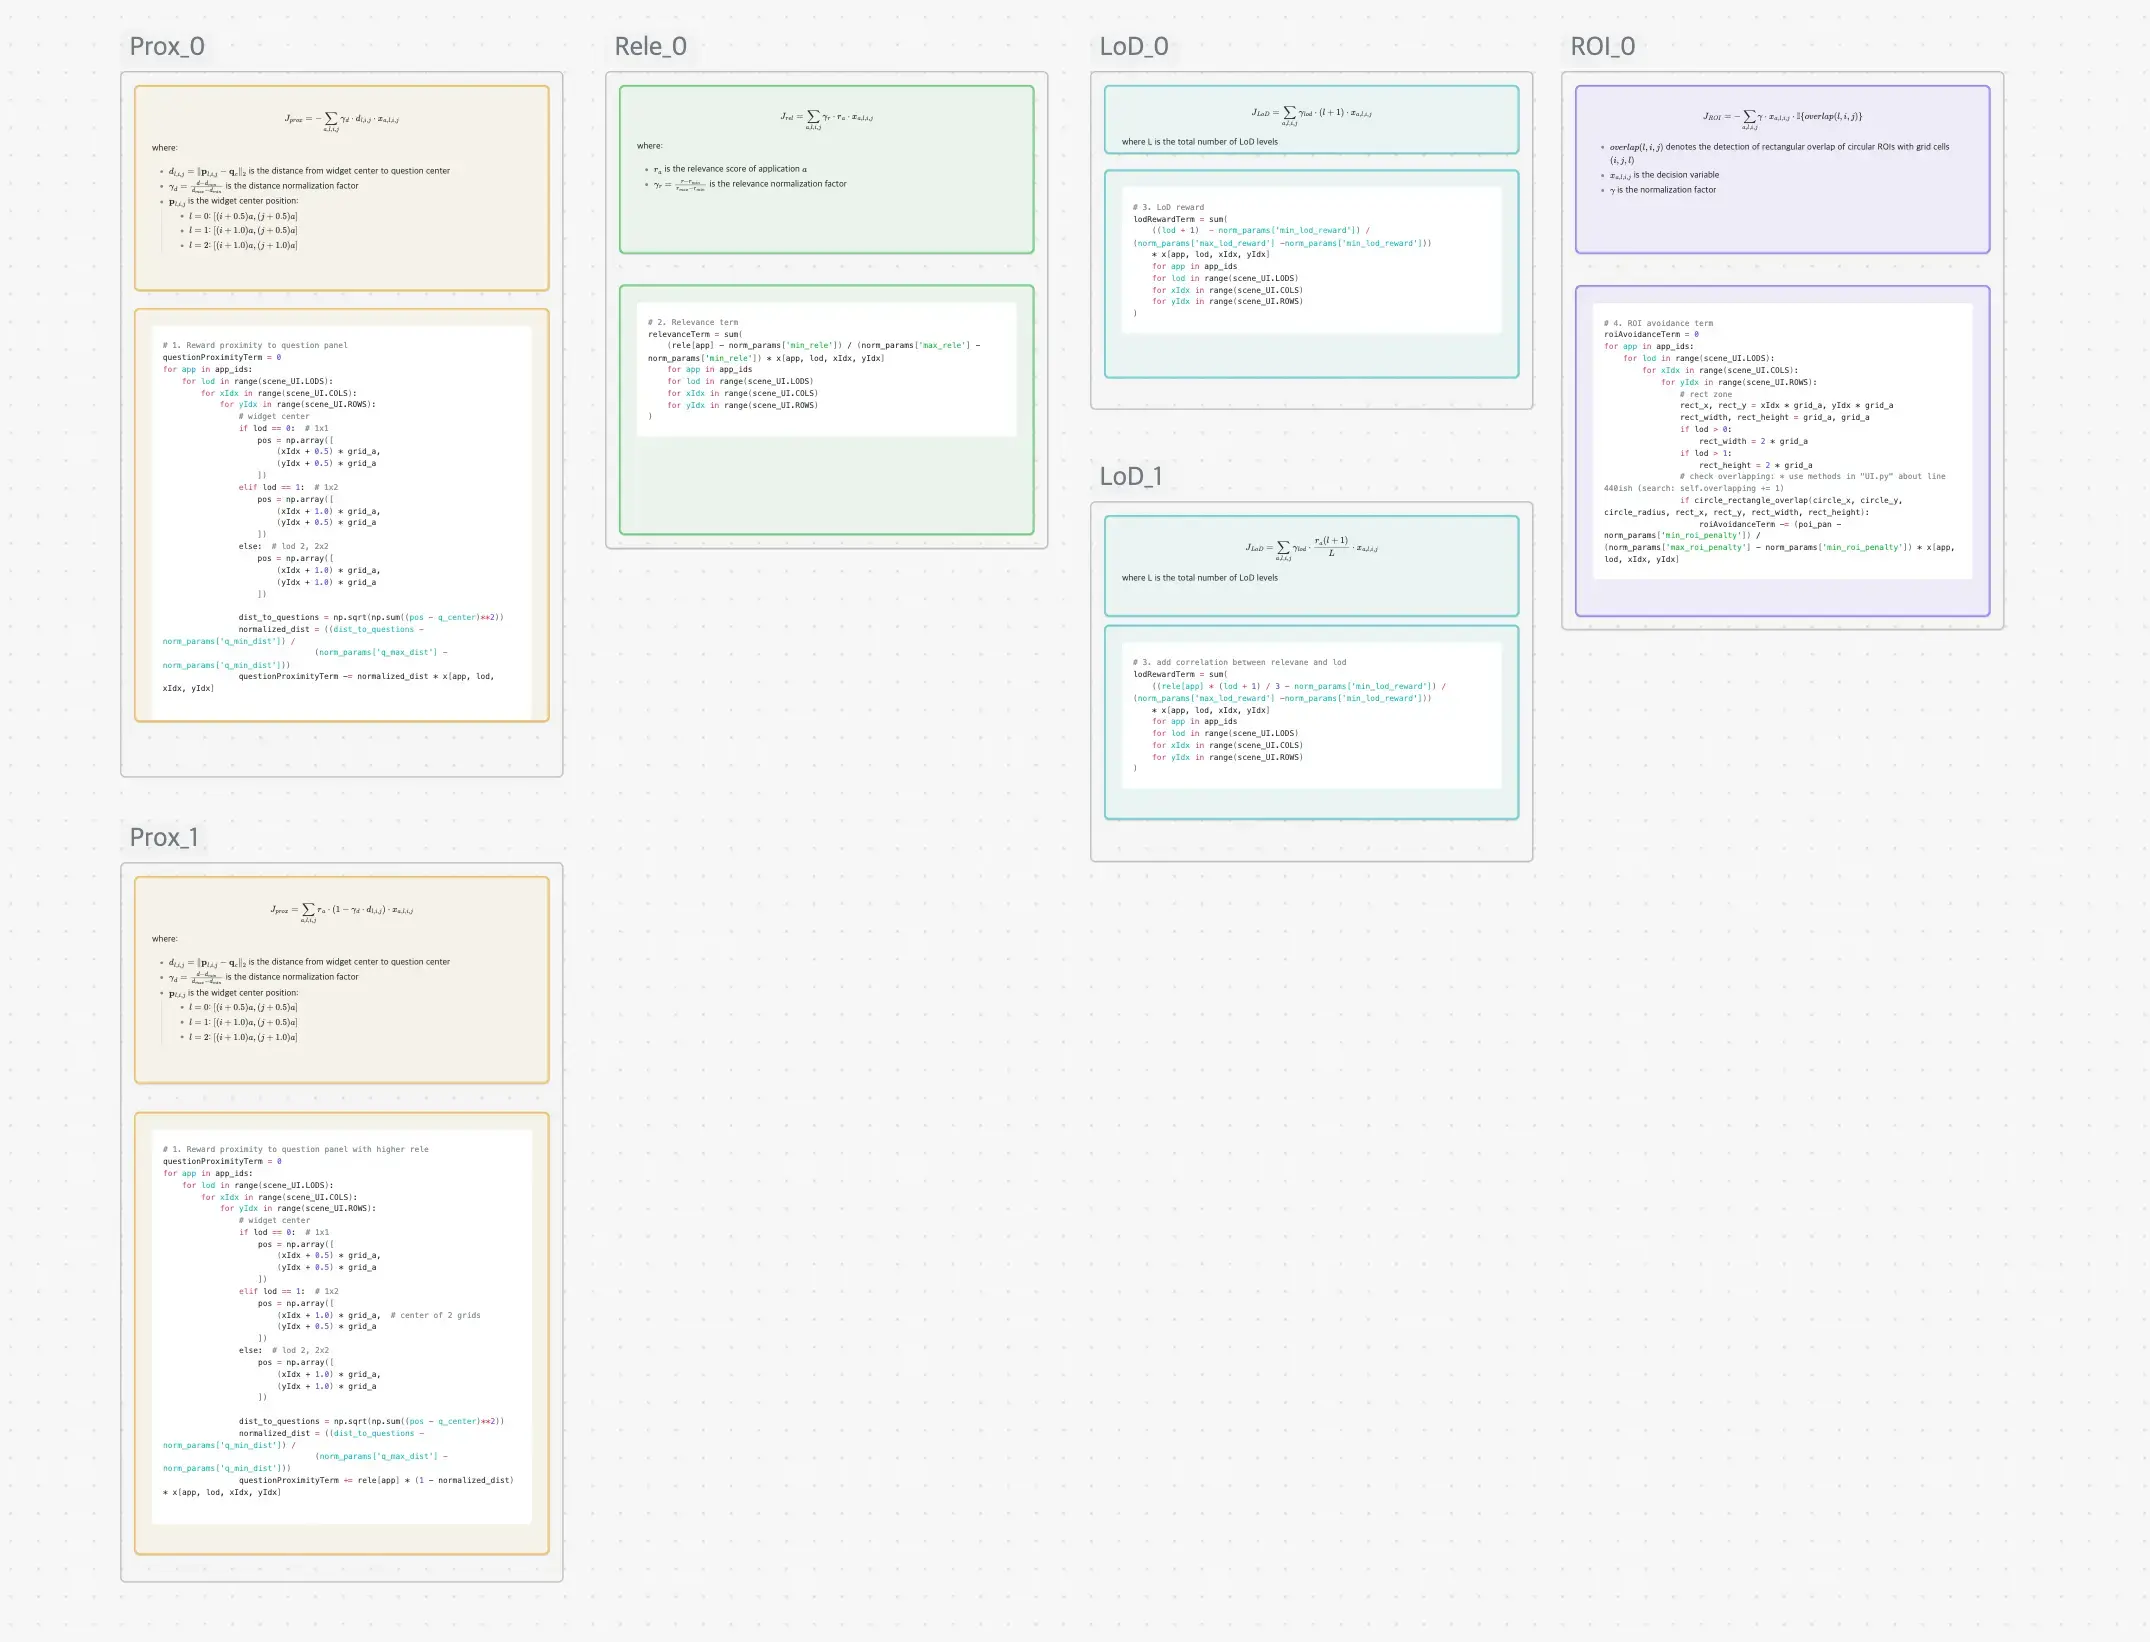 Prox_0
J_{prox} = − \sum_{a,l,i,j} γ_d · d_{l,i,j} · x_{a,l,i,j}
where:
• d_{l,i,j} = ‖p_{l,i,j} − q_c‖_2 is the distance from widget center to question center
• γ_d = \frac{d−d_{min}}{d_{max}−d_{min}} is the distance normalization factor
• p_{l,i,j} is the widget center position:
• l = 0: [(i + 0.5)a, (j + 0.5)a]
• l = 1: [(i + 1.0)a, (j + 0.5)a]
• l = 2: [(i + 1.0)a, (j + 1.0)a]
# 1. Reward proximity to question panel
questionProximityTerm = 0
for app in app_ids:
for lod in range(scene_UI.LODS):
for xIdx in range(scene_UI.COLS):
for yIdx in range(scene_UI.ROWS):
# widget center
if lod == 0:  # 1x1
pos = np.array([
(xIdx + 0.5) * grid_a,
(yIdx + 0.5) * grid_a
])
elif lod == 1:  # 1x2
pos = np.array([
(xIdx + 1.0) * grid_a,
(yIdx + 0.5) * grid_a
])
else:  # lod 2, 2x2
pos = np.array([
(xIdx + 1.0) * grid_a,
(yIdx + 1.0) * grid_a
])
dist_to_questions = np.sqrt(np.sum((pos - q_center)**2))
normalized_dist = ((dist_to_questions -
norm_params['q_min_dist']) /
(norm_params['q_max_dist'] -
norm_params['q_min_dist']))
questionProximityTerm -= normalized_dist * x[app, lod,
xIdx, yIdx]
Rele_0
J_{rel} = \sum_{a,l,i,j} γ_r · r_a · x_{a,l,i,j}
where:
• r_a is the relevance score of application a
• γ_r = \frac{r−r_{min}}{r_{max}−r_{min}} is the relevance normalization factor
# 2. Relevance term
relevanceTerm = sum(
(rele[app] - norm_params['min_rele']) / (norm_params['max_rele'] -
norm_params['min_rele']) * x[app, lod, xIdx, yIdx]
for app in app_ids
for lod in range(scene_UI.LODS)
for xIdx in range(scene_UI.COLS)
for yIdx in range(scene_UI.ROWS)
)
LoD_0
J_{LoD} = \sum_{a,l,i,j} γ_{lod} · (l + 1) · x_{a,l,i,j}
where L is the total number of LoD levels
# 3. LoD reward
lodRewardTerm = sum(
((lod + 1)  - norm_params['min_lod_reward']) /
(norm_params['max_lod_reward'] -norm_params['min_lod_reward']))
* x[app, lod, xIdx, yIdx]
for app in app_ids
for lod in range(scene_UI.LODS)
for xIdx in range(scene_UI.COLS)
for yIdx in range(scene_UI.ROWS)
)
LoD_1
J_{LoD} = \sum_{a,l,i,j} γ_{lod} · \frac{r_a(l + 1)}{L} · x_{a,l,i,j}
where L is the total number of LoD levels
# 3. add correlation between relevane and lod
lodRewardTerm = sum(
((rele[app] * (lod + 1) / 3 - norm_params['min_lod_reward']) /
(norm_params['max_lod_reward'] -norm_params['min_lod_reward']))
* x[app, lod, xIdx, yIdx]
for app in app_ids
for lod in range(scene_UI.LODS)
for xIdx in range(scene_UI.COLS)
for yIdx in range(scene_UI.ROWS)
)
ROI_0
J_{ROI} = − \sum_{a,l,i,j} γ · x_{a,l,i,j} · 𝟙{overlap(l, i, j)}
• overlap(l, i, j) denotes the detection of rectangular overlap of circular ROIs with grid cells
(i, j, l)
• x_{a,l,i,j} is the decision variable
• γ is the normalization factor
# 4. ROI avoidance term
roiAvoidanceTerm = 0
for app in app_ids:
for lod in range(scene_UI.LODS):
for xIdx in range(scene_UI.COLS):
for yIdx in range(scene_UI.ROWS):
# rect zone
rect_x, rect_y = xIdx * grid_a, yIdx * grid_a
rect_width, rect_height = grid_a, grid_a
if lod > 0:
rect_width = 2 * grid_a
if lod > 1:
rect_height = 2 * grid_a
# check overlapping: * use methods in "UI.py" about line
440ish (search: self.overlapping += 1)
if circle_rectangle_overlap(circle_x, circle_y,
circle_radius, rect_x, rect_y, rect_width, rect_height):
roiAvoidanceTerm -= (poi_pan -
norm_params['min_roi_penalty']) /
(norm_params['max_roi_penalty'] - norm_params['min_roi_penalty']) * x[app,
lod, xIdx, yIdx]
Prox_1
J_{prox} = \sum_{a,l,i,j} r_a · (1 − γ_d · d_{l,i,j}) · x_{a,l,i,j}
where:
• d_{l,i,j} = ‖p_{l,i,j} − q_c‖_2 is the distance from widget center to question center
• γ_d = \frac{d−d_{min}}{d_{max}−d_{min}} is the distance normalization factor
• p_{l,i,j} is the widget center position:
• l = 0: [(i + 0.5)a, (j + 0.5)a]
• l = 1: [(i + 1.0)a, (j + 0.5)a]
• l = 2: [(i + 1.0)a, (j + 1.0)a]
# 1. Reward proximity to question panel with higher rele
questionProximityTerm = 0
for app in app_ids:
for lod in range(scene_UI.LODS):
for xIdx in range(scene_UI.COLS):
for yIdx in range(scene_UI.ROWS):
# widget center
if lod == 0:  # 1x1
pos = np.array([
(xIdx + 0.5) * grid_a,
(yIdx + 0.5) * grid_a
])
elif lod == 1:  # 1x2
pos = np.array([
(xIdx + 1.0) * grid_a,  # center of 2 grids
(yIdx + 0.5) * grid_a
])
else:  # lod 2, 2x2
pos = np.array([
(xIdx + 1.0) * grid_a,
(yIdx + 1.0) * grid_a
])
dist_to_questions = np.sqrt(np.sum((pos - q_center)**2))
normalized_dist = ((dist_to_questions -
norm_params['q_min_dist']) /
(norm_params['q_max_dist'] -
norm_params['q_min_dist']))
questionProximityTerm += rele[app] * (1 - normalized_dist)
* x[app, lod, xIdx, yIdx]